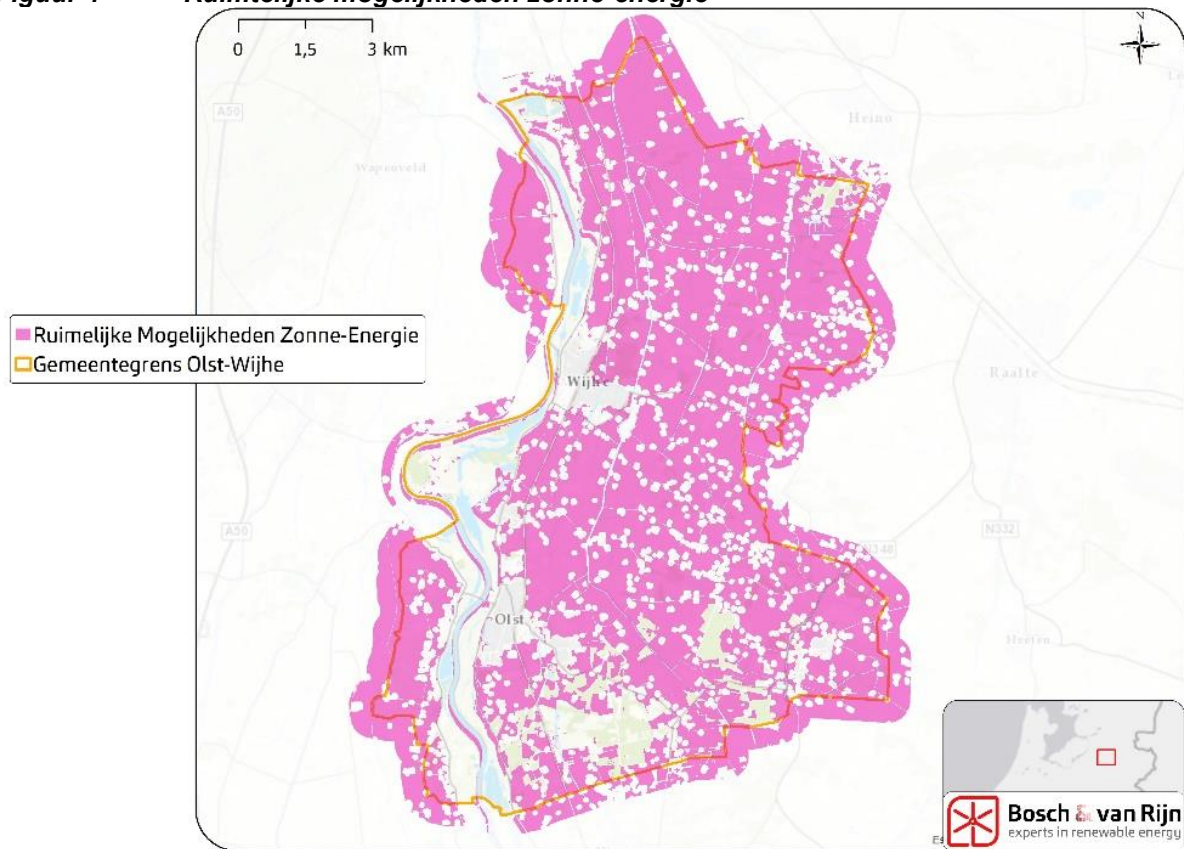 0 1,5 3 km
N
A50
Heino
Wapenveld
Ruimelijke Mogelijkheden Zonne-Energie
Gemeentegrens Olst-Wijhe
Wijhe
Raalte
A50
N332
N348
Olst
Heeten
Bosch & van Rijn
experts in renewable energy